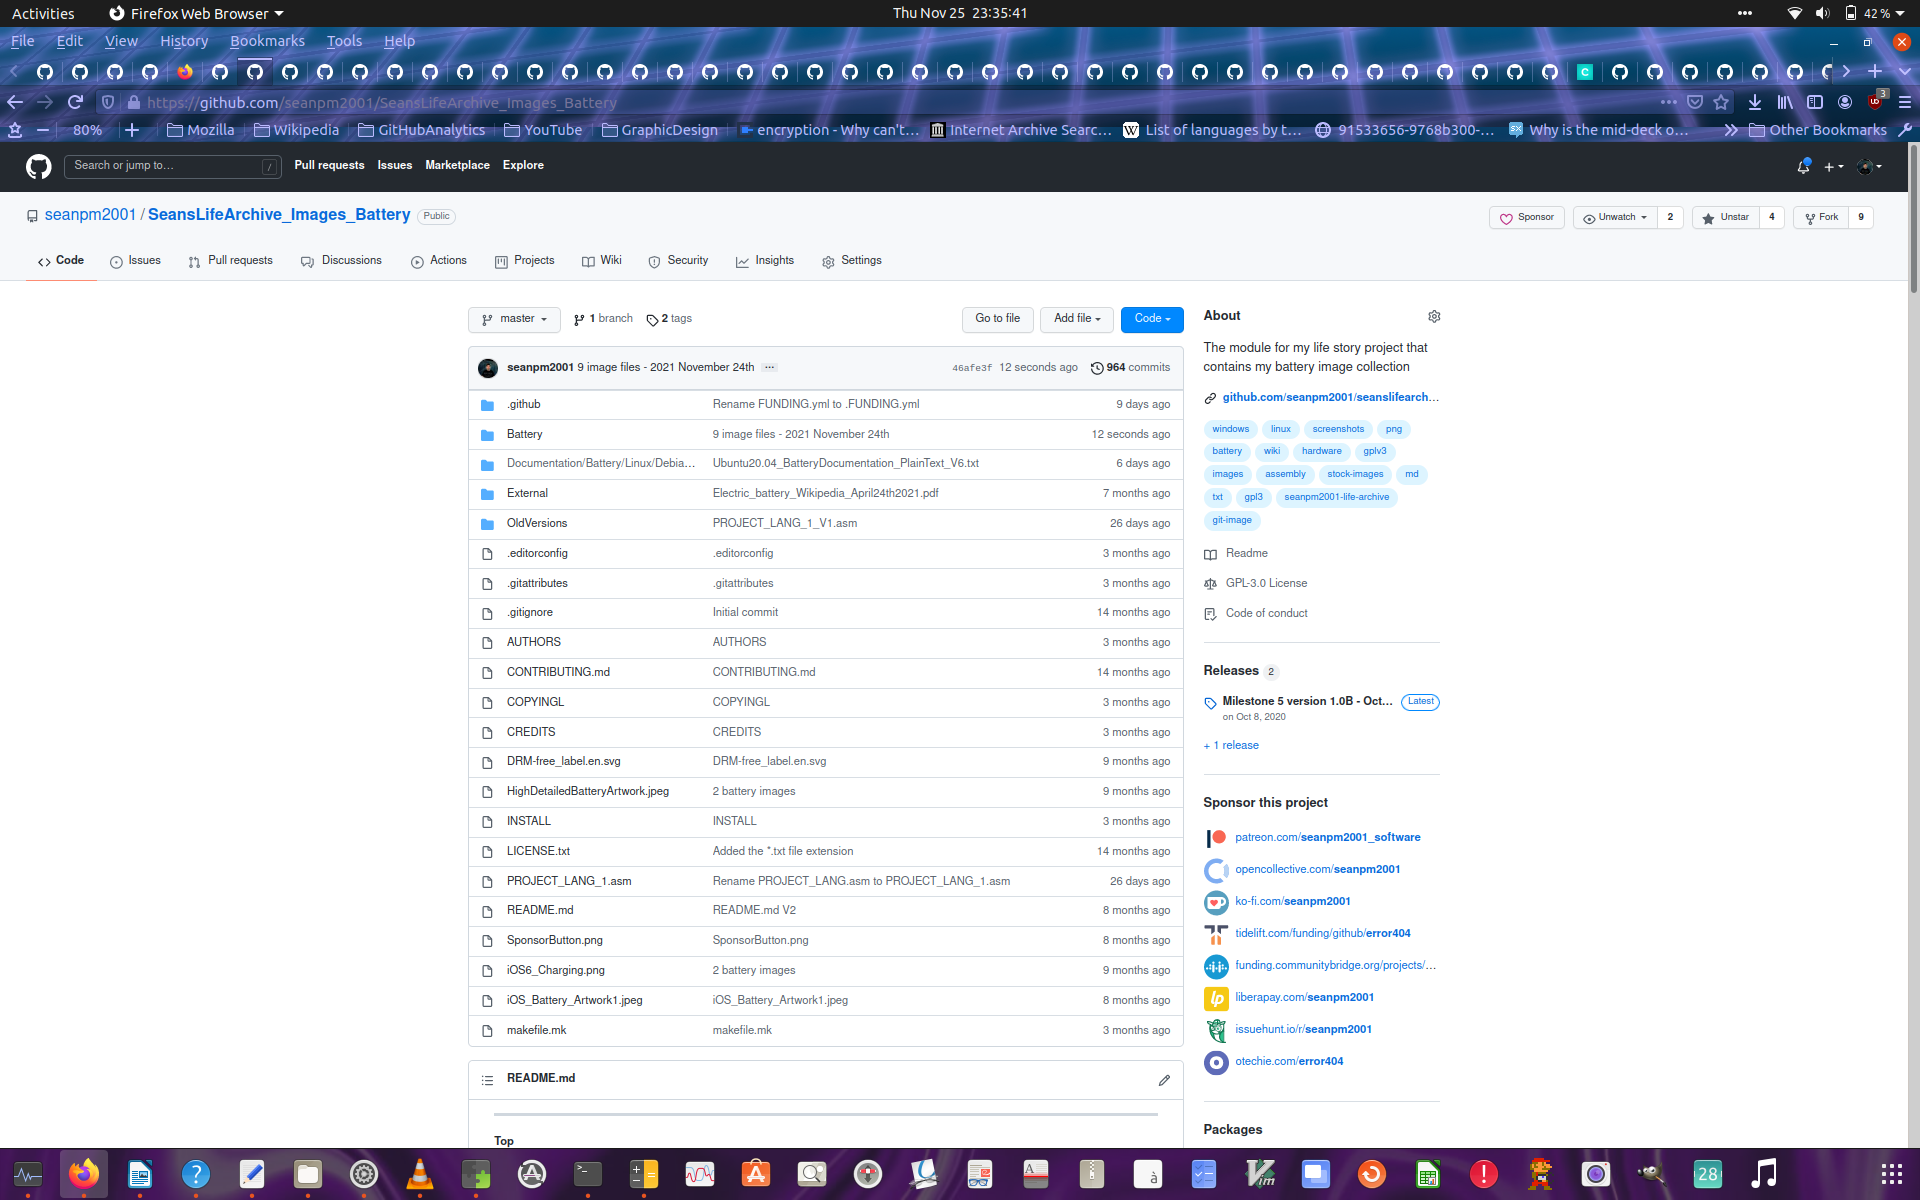 Activities Firefox Web Browser Thu Nov 25 23:35:41 42 %
File Edit View History Bookmarks Tools Help
https://github.com/seanpm2001/SeansLifeArchive_Images_Battery 3
80% Mozilla Wikipedia GitHubAnalytics YouTube GraphicDesign encryption - Why can't… Internet Archive Searc… List of languages by t… 91533656-9768b300-… Why is the mid-deck o… Other Bookmarks
Search or jump to… / Pull requests Issues Marketplace Explore
seanpm2001 / SeansLifeArchive_Images_Battery Public Sponsor Unwatch 2 Unstar 4 Fork 9
Code Issues Pull requests Discussions Actions Projects Wiki Security Insights Settings
master 1 branch 2 tags Go to file Add file Code
seanpm2001 9 image files - 2021 November 24th ... 46afe3f 12 seconds ago 964 commits
.github Rename FUNDING.yml to .FUNDING.yml 9 days ago
Battery 9 image files - 2021 November 24th 12 seconds ago
Documentation/Battery/Linux/Debia… Ubuntu20.04_BatteryDocumentation_PlainText_V6.txt 6 days ago
External Electric_battery_Wikipedia_April24th2021.pdf 7 months ago
OldVersions PROJECT_LANG_1_V1.asm 26 days ago
.editorconfig .editorconfig 3 months ago
.gitattributes .gitattributes 3 months ago
.gitignore Initial commit 14 months ago
AUTHORS AUTHORS 3 months ago
CONTRIBUTING.md CONTRIBUTING.md 14 months ago
COPYINGL COPYINGL 3 months ago
CREDITS CREDITS 3 months ago
DRM-free_label.en.svg DRM-free_label.en.svg 9 months ago
HighDetailedBatteryArtwork.jpeg 2 battery images 9 months ago
INSTALL INSTALL 3 months ago
LICENSE.txt Added the *.txt file extension 14 months ago
PROJECT_LANG_1.asm Rename PROJECT_LANG.asm to PROJECT_LANG_1.asm 26 days ago
README.md README.md V2 8 months ago
SponsorButton.png SponsorButton.png 8 months ago
iOS6_Charging.png 2 battery images 9 months ago
iOS_Battery_Artwork1.jpeg iOS_Battery_Artwork1.jpeg 8 months ago
makefile.mk makefile.mk 3 months ago
README.md
Top
About
The module for my life story project that
contains my battery image collection
github.com/seanpm2001/seanslifearch…
windows linux screenshots png
battery wiki hardware gplv3
images assembly stock-images md
txt gpl3 seanpm2001-life-archive
git-image
Readme
GPL-3.0 License
Code of conduct
Releases 2
Milestone 5 version 1.0B - Oct… Latest
on Oct 8, 2020
+ 1 release
Sponsor this project
patreon.com/seanpm2001_software
opencollective.com/seanpm2001
ko-fi.com/seanpm2001
tidelift.com/funding/github/error404
funding.communitybridge.org/projects/…
liberapay.com/seanpm2001
issuehunt.io/r/seanpm2001
otechie.com/error404
Packages
28